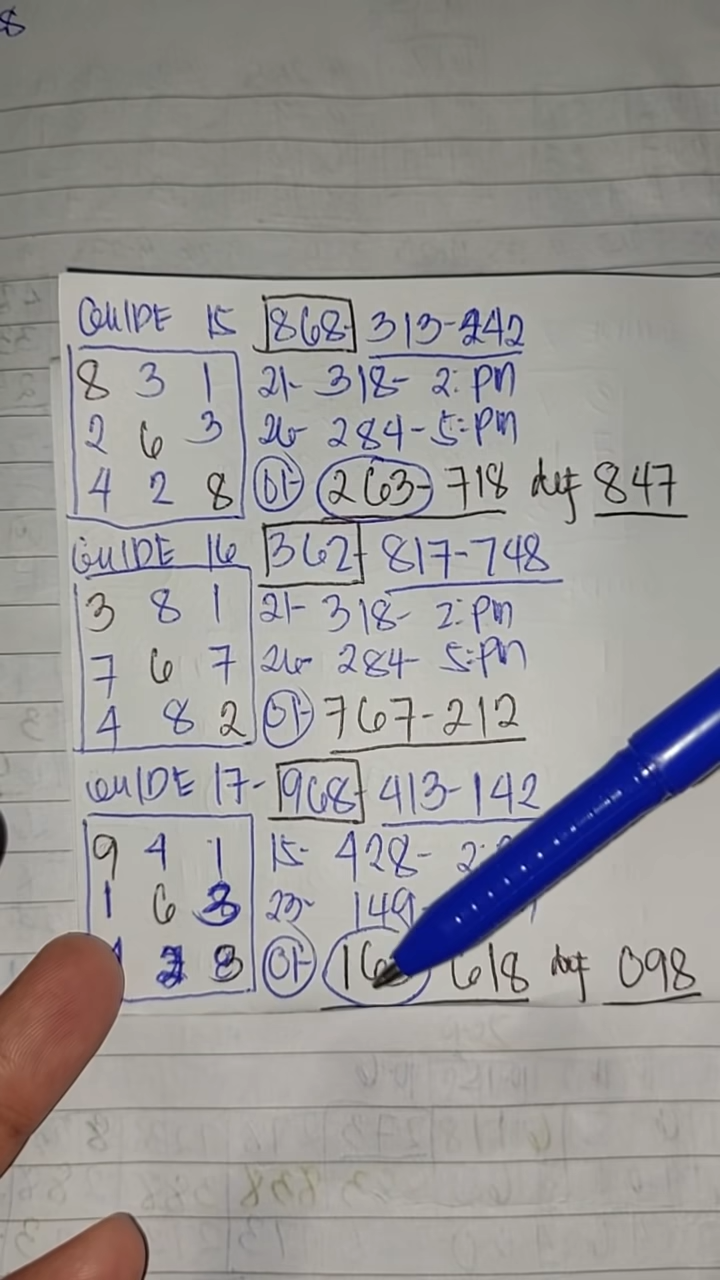 8
GUIDE 15 868- 313-242
8 3 1 21- 318- 2:PM
2 6 3 26- 284-5:PM
4 2 8 01- 263- 718 def 847
GUIDE 16 362- 817-748
3 8 1 21- 318- 2:PM
7 6 7 26- 284- 5:PM
4 8 2 01- 767-212
GUIDE 17- 968- 413-142
9 4 1 15- 428- 2:
1 6 3 23- 149-
2 8 01- 618 def 098